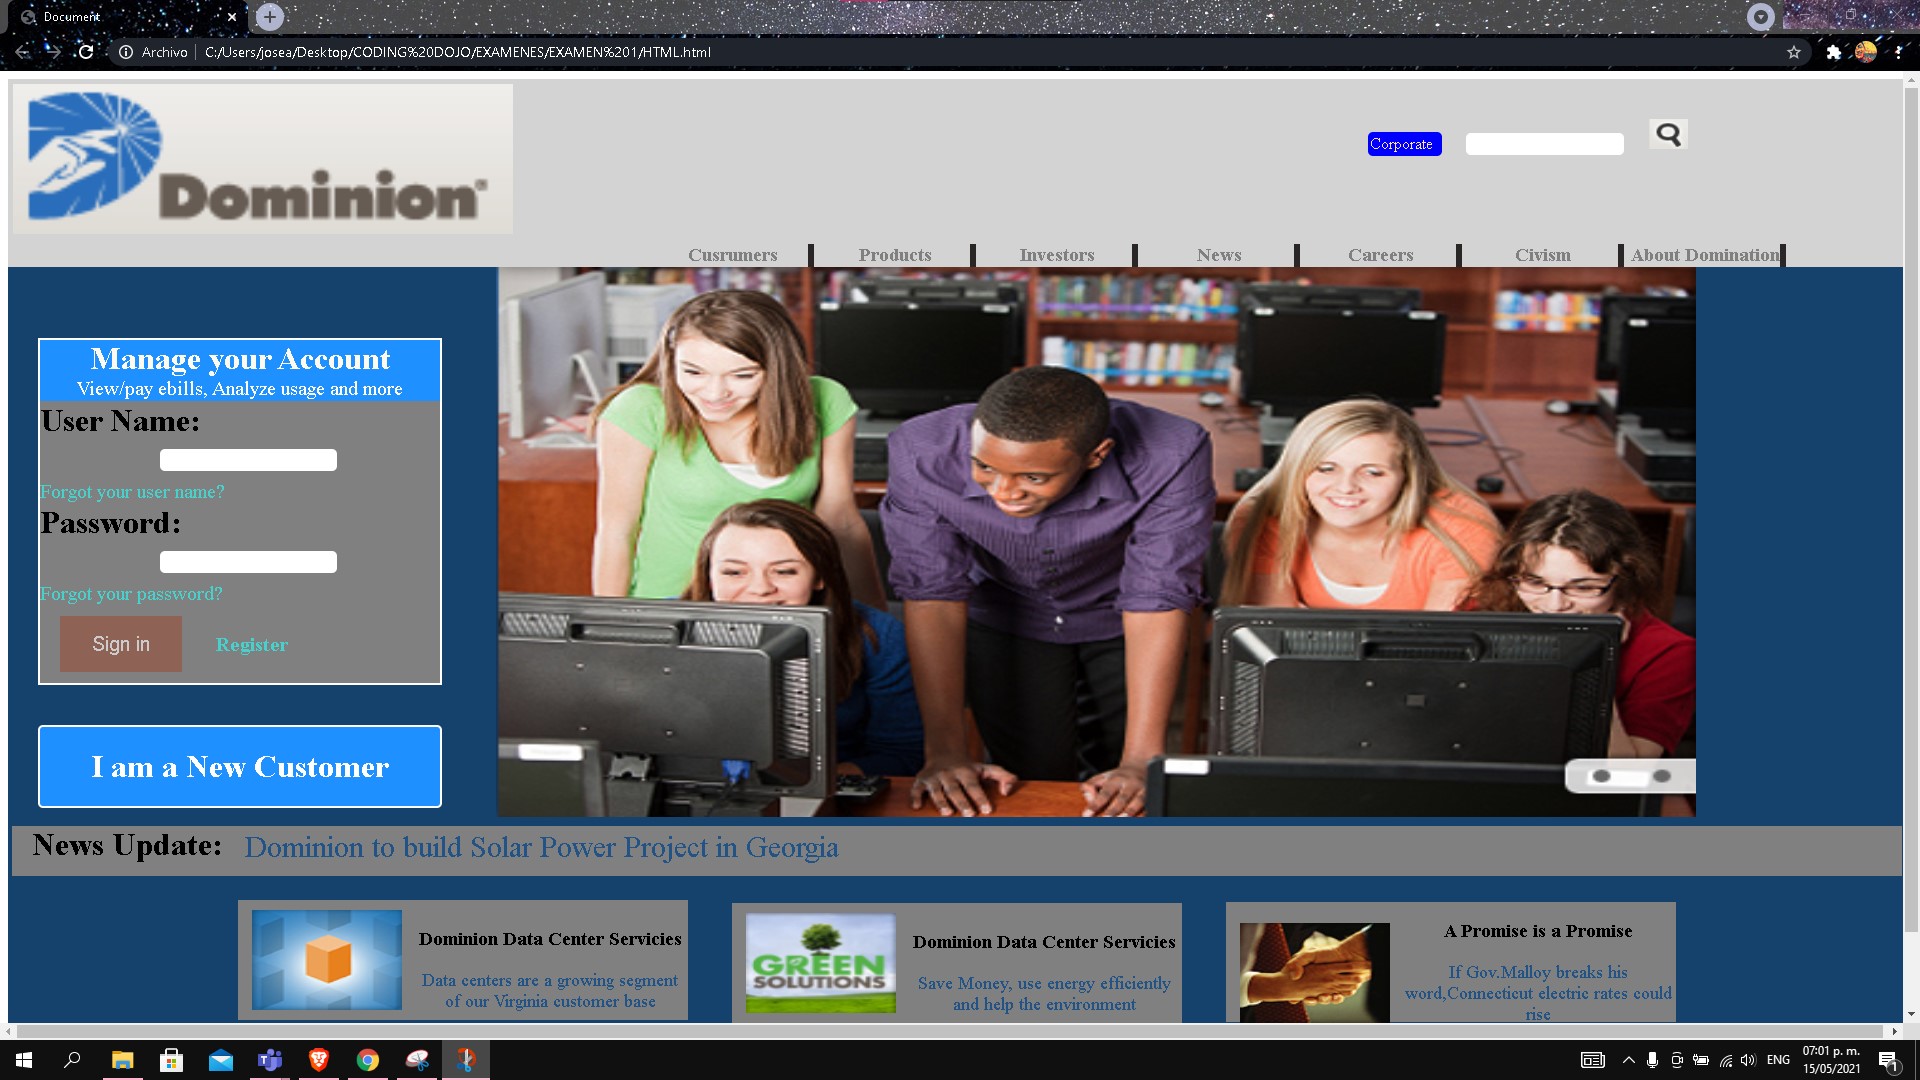 Document
Archivo | C:/Users/josea/Desktop/CODING%20DOJO/EXAMENES/EXAMEN%201/HTML.html
Dominion
Corporate
Cusrumers
Products
Investors
News
Careers
Civism
About Domination
Manage your Account
View/pay ebills, Analyze usage and more
User Name:
Forgot your user name?
Password:
Forgot your password?
Sign in
Register
I am a New Customer
News Update: Dominion to build Solar Power Project in Georgia
Dominion Data Center Servicies
Data centers are a growing segment
of our Virginia customer base
GREEN
SOLUTIONS
Dominion Data Center Servicies
Save Money, use energy efficiently
and help the environment
A Promise is a Promise
If Gov.Malloy breaks his
word,Connecticut electric rates could
rise
ENG
07:01 p. m.
15/05/2021
1